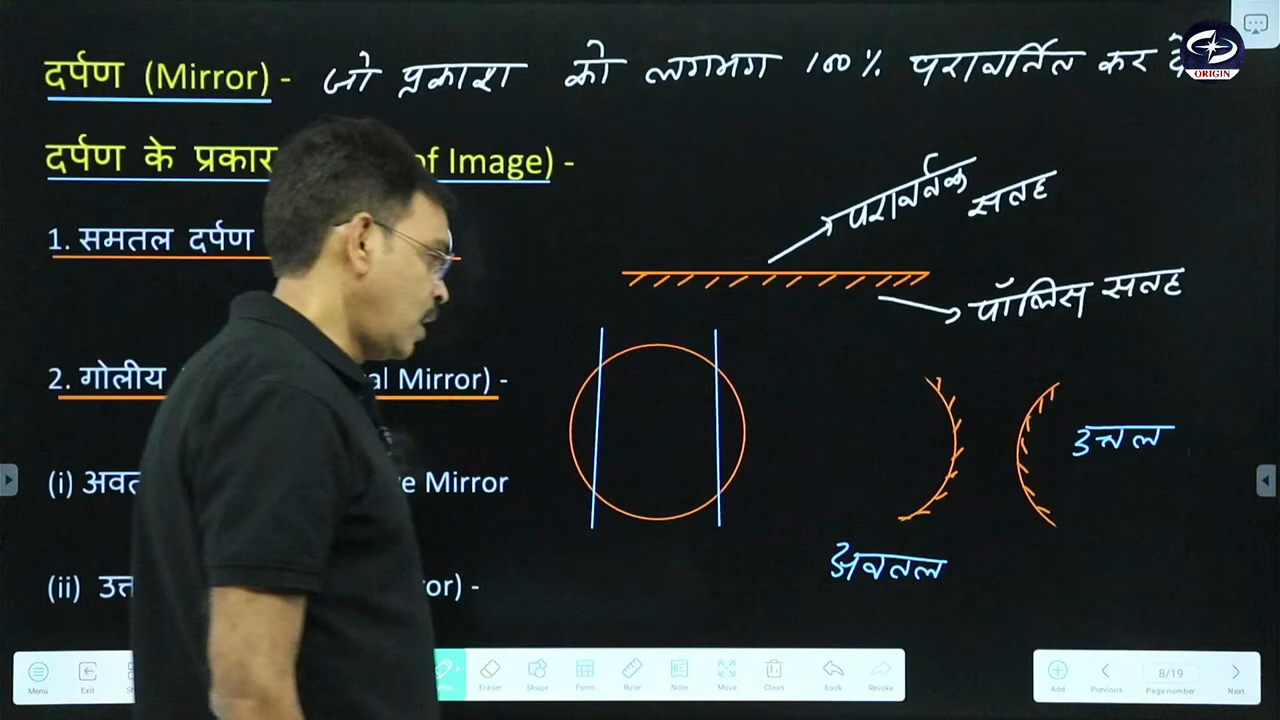 दर्पण (Mirror) - जो प्रकाश को लगभग 100% परावर्तित कर दे
ORIGIN
दर्पण के प्रकार of Image) -
परावर्तक सतह
1. समतल दर्पण
पॉलिस सतह
2. गोलीय al Mirror) -
उत्तल
(i) अवत e Mirror
अवतल
(ii) उत्त or) -
Menu Exit Eraser Shape Form Ruler Note Move Clean back Revoke Add Previous 8/19 Page number Next